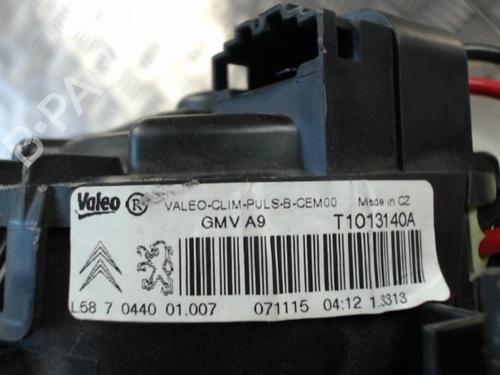 B-PARTS
Valeo R VALEO-CLIM-PULS-B-CEM00 Made in CZ
GMV A9 T1013140A
L58 7 0440 01.007 071115 04:12 1.3313